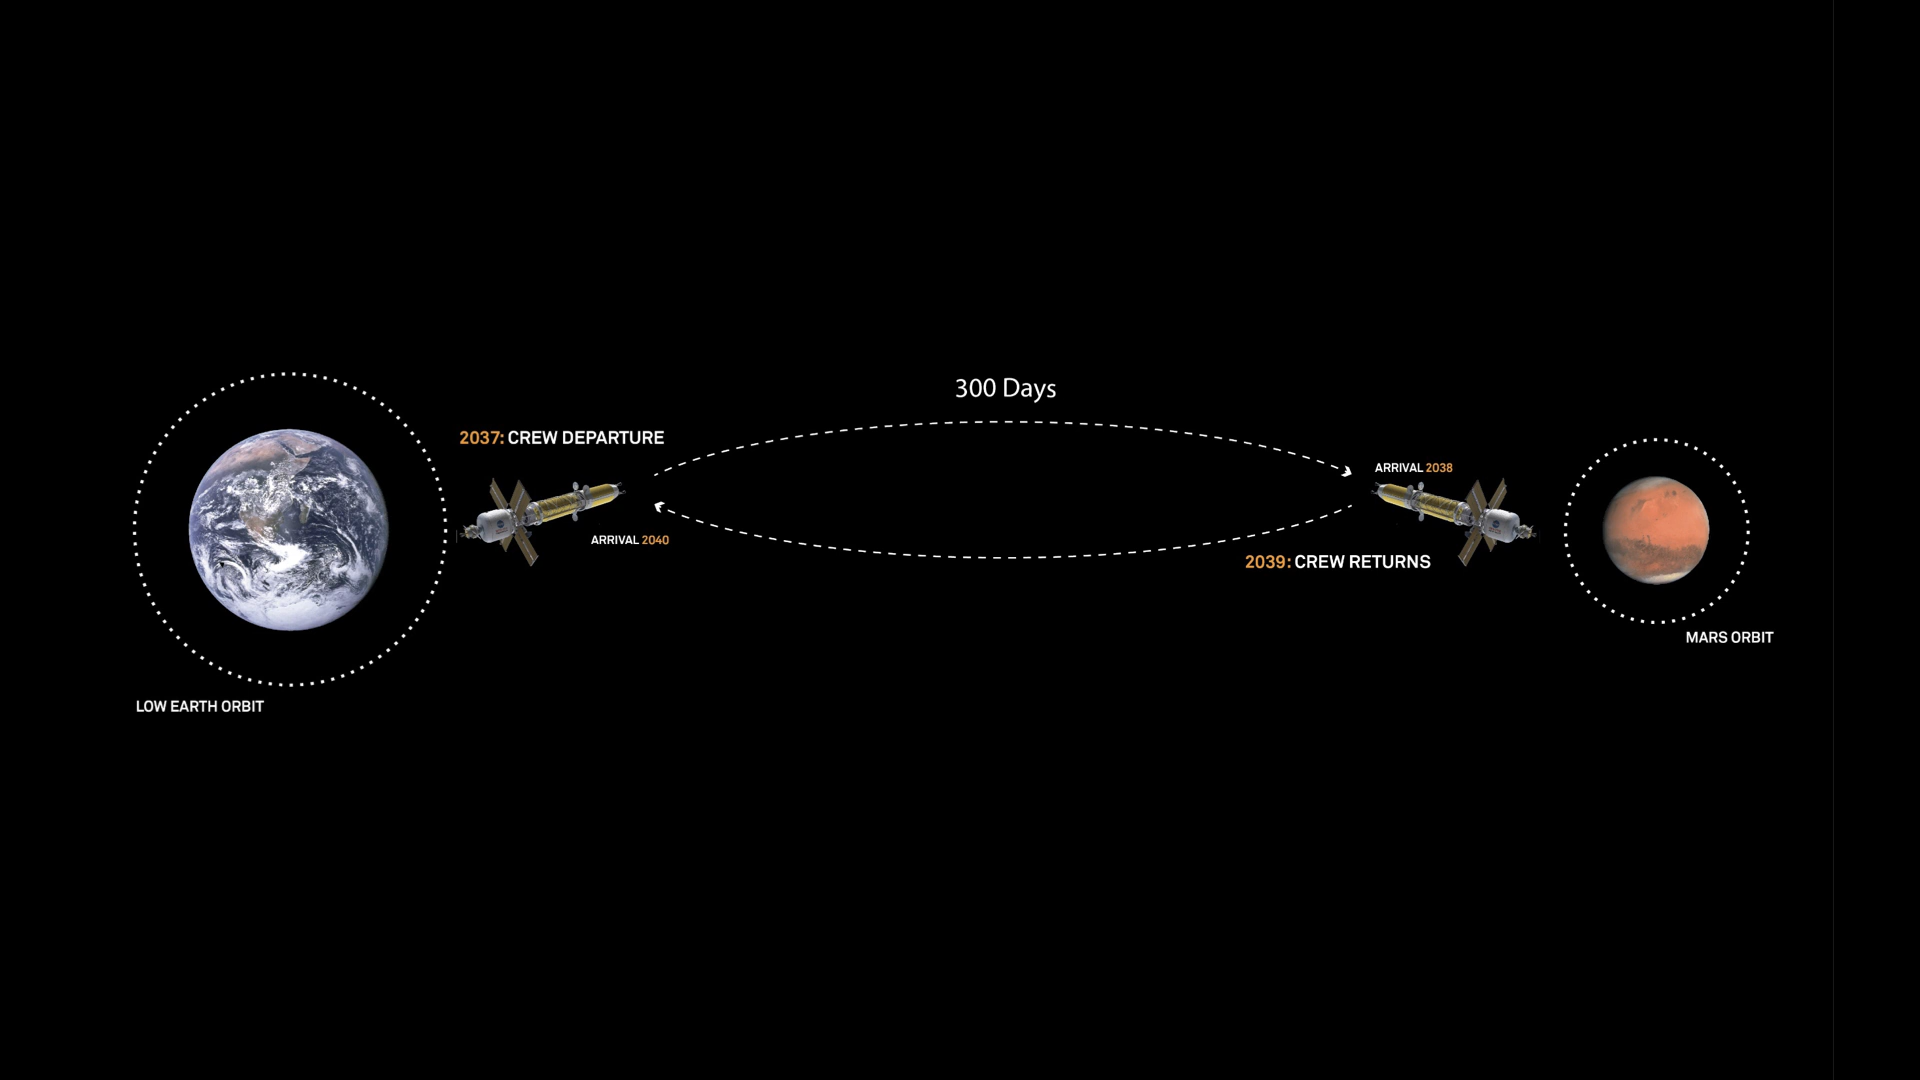 300 Days
2037: CREW DEPARTURE
ARRIVAL 2038
ARRIVAL 2040
2039: CREW RETURNS
MARS ORBIT
LOW EARTH ORBIT